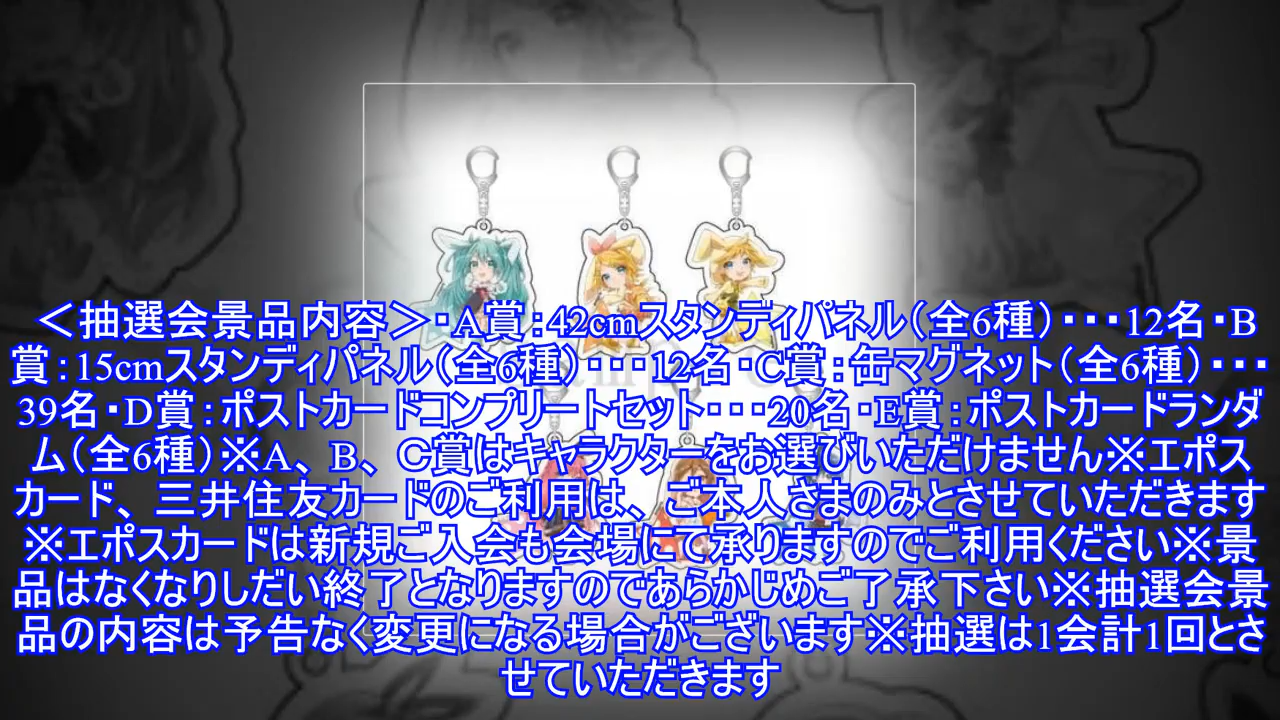 ＜抽選会景品内容＞・A賞：42cmスタンディパネル（全6種）・・・12名・B
賞：15cmスタンディパネル（全6種）・・・12名・C賞：缶マグネット（全6種）・・・
39名・D賞：ポストカードコンプリートセット・・・20名・E賞：ポストカードランダ
ム（全6種）※A、B、C賞はキャラクターをお選びいただけません※エポス
カード、三井住友カードのご利用は、ご本人さまのみとさせていただきます
※エポスカードは新規ご入会も会場にて承りますのでご利用ください※景
品はなくなりしだい終了となりますのであらかじめご了承下さい※抽選会景
品の内容は予告なく変更になる場合がございます※抽選は1会計1回とさ
せていただきます